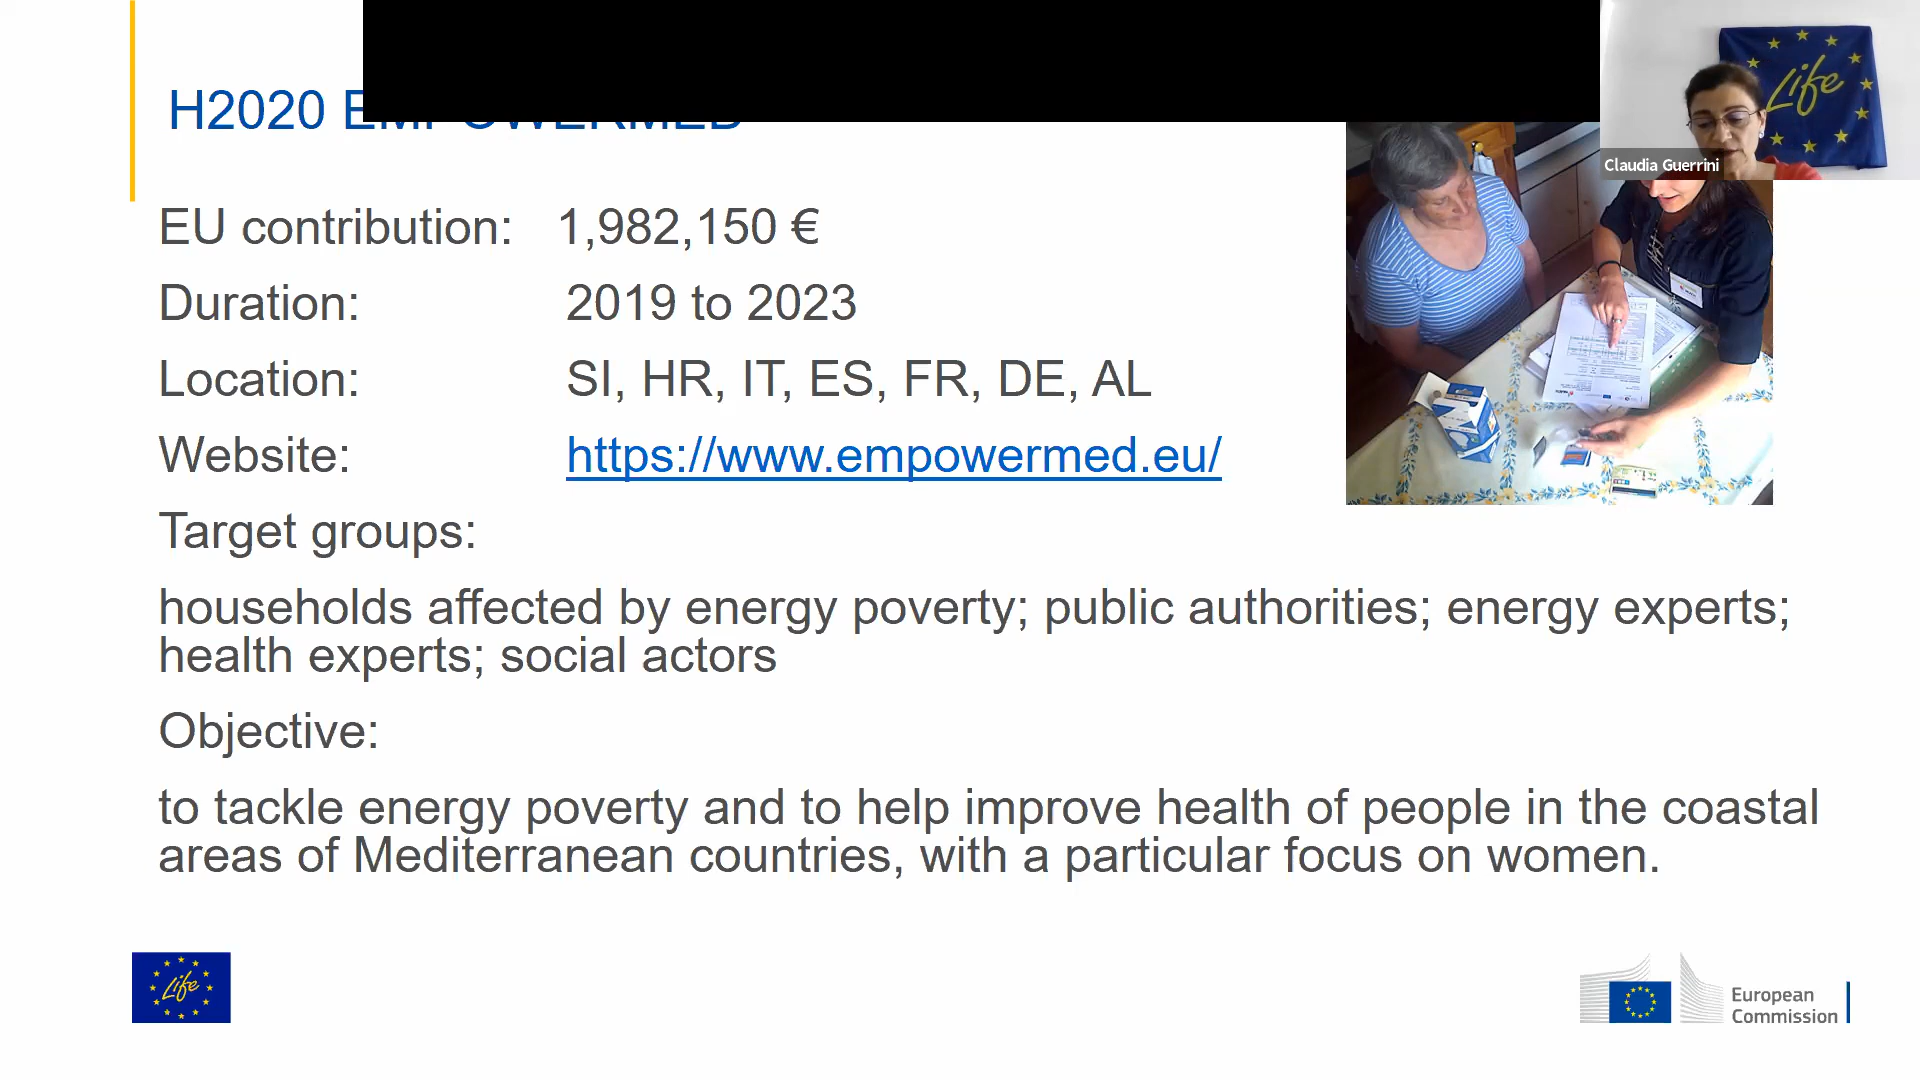 H2020 EMPOWERMED
Claudia Guerrini
EU contribution: 1,982,150 €
Duration: 2019 to 2023
Location: SI, HR, IT, ES, FR, DE, AL
Website: https://www.empowermed.eu/
Target groups:
households affected by energy poverty; public authorities; energy experts;
health experts; social actors
Objective:
to tackle energy poverty and to help improve health of people in the coastal
areas of Mediterranean countries, with a particular focus on women.
Life
Life
European
Commission